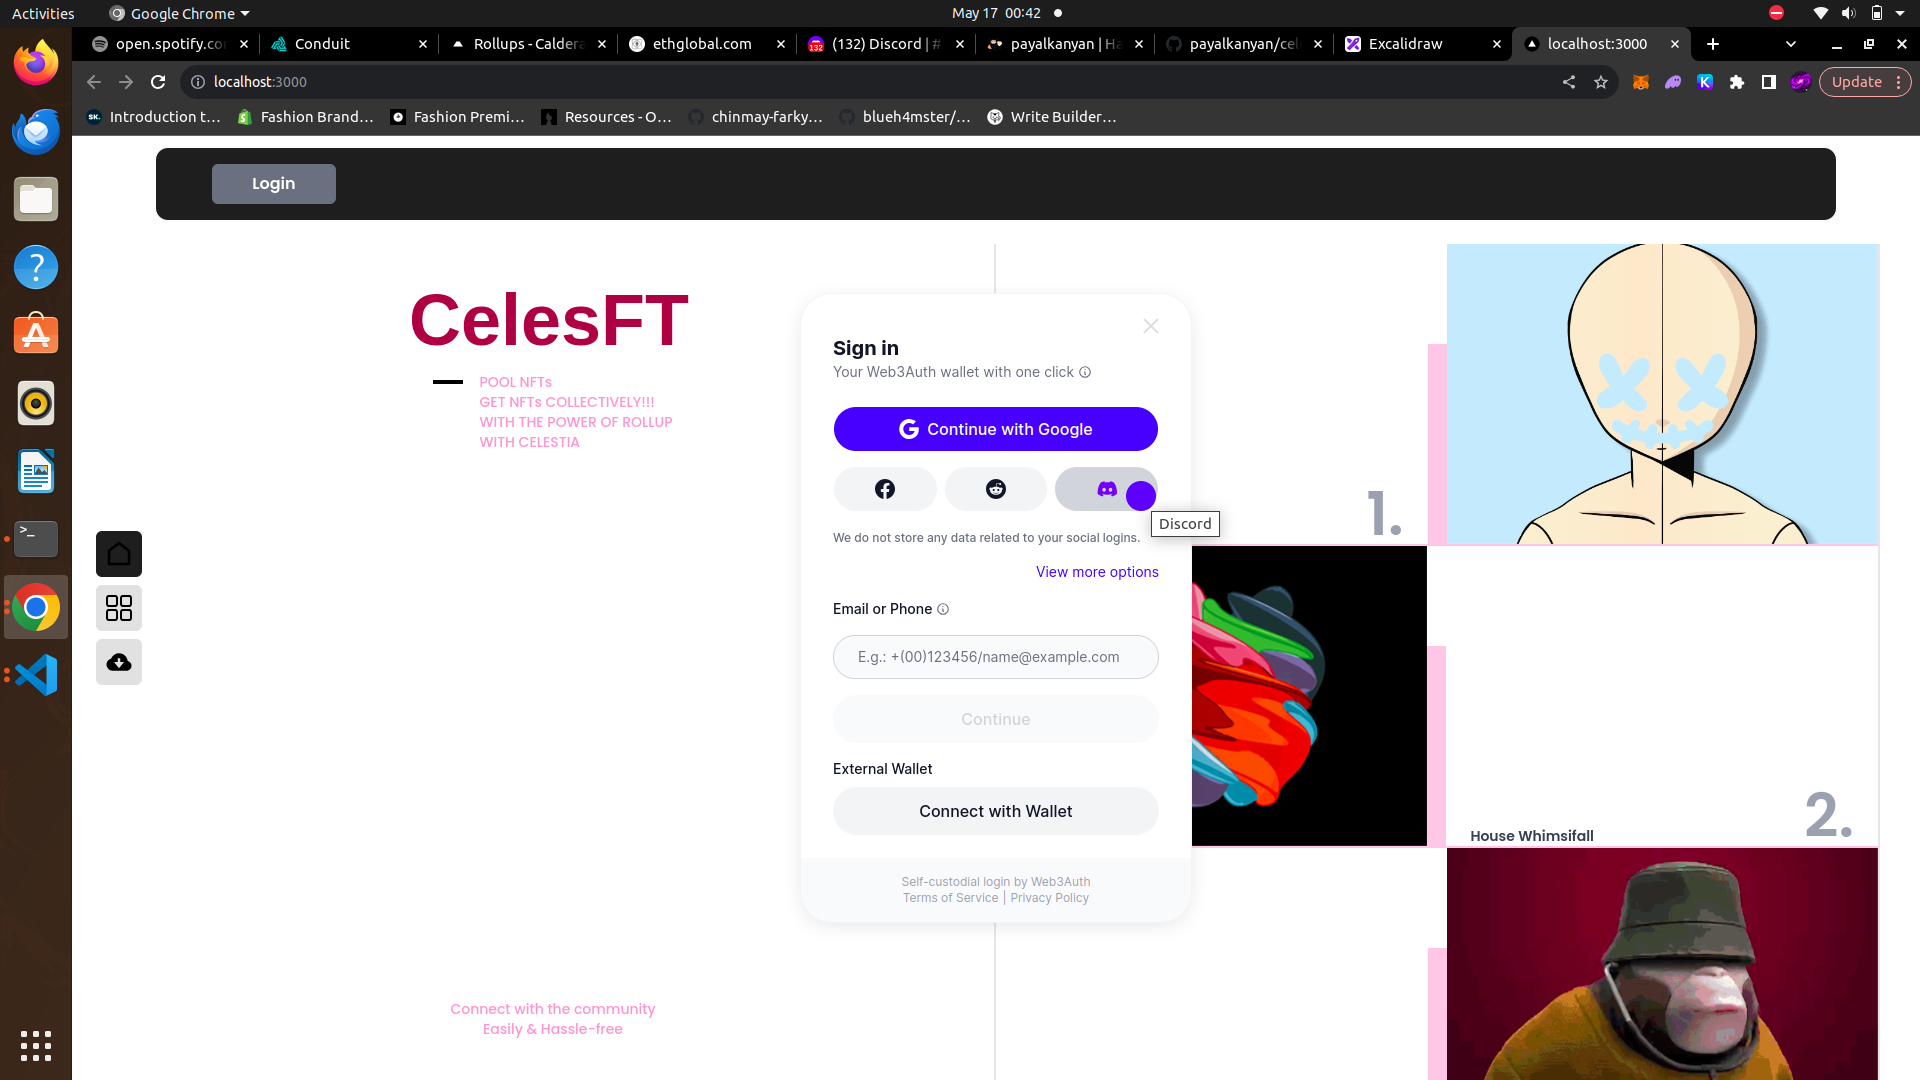 Activities
Google Chrome
May 17 00:42
open.spotify.co
Conduit
Rollups - Caldera
ethglobal.com
(132) Discord | #
payalkanyan | Ha
payalkanyan/cel
Excalidraw
localhost:3000
localhost:3000
Update
Introduction t...
Fashion Brand...
Fashion Premi...
Resources - O...
chinmay-farky...
blueh4mster/...
Write Builder...
Login
CelesFT
POOL NFTs
GET NFTs COLLECTIVELY!!!
WITH THE POWER OF ROLLUP
WITH CELESTIA
Sign in
Your Web3Auth wallet with one click
Continue with Google
Discord
We do not store any data related to your social logins.
View more options
Email or Phone
E.g.: +(00)123456/name@example.com
Continue
External Wallet
Connect with Wallet
Self-custodial login by Web3Auth
Terms of Service | Privacy Policy
1.
2.
House Whimsifall
Connect with the community
Easily & Hassle-free